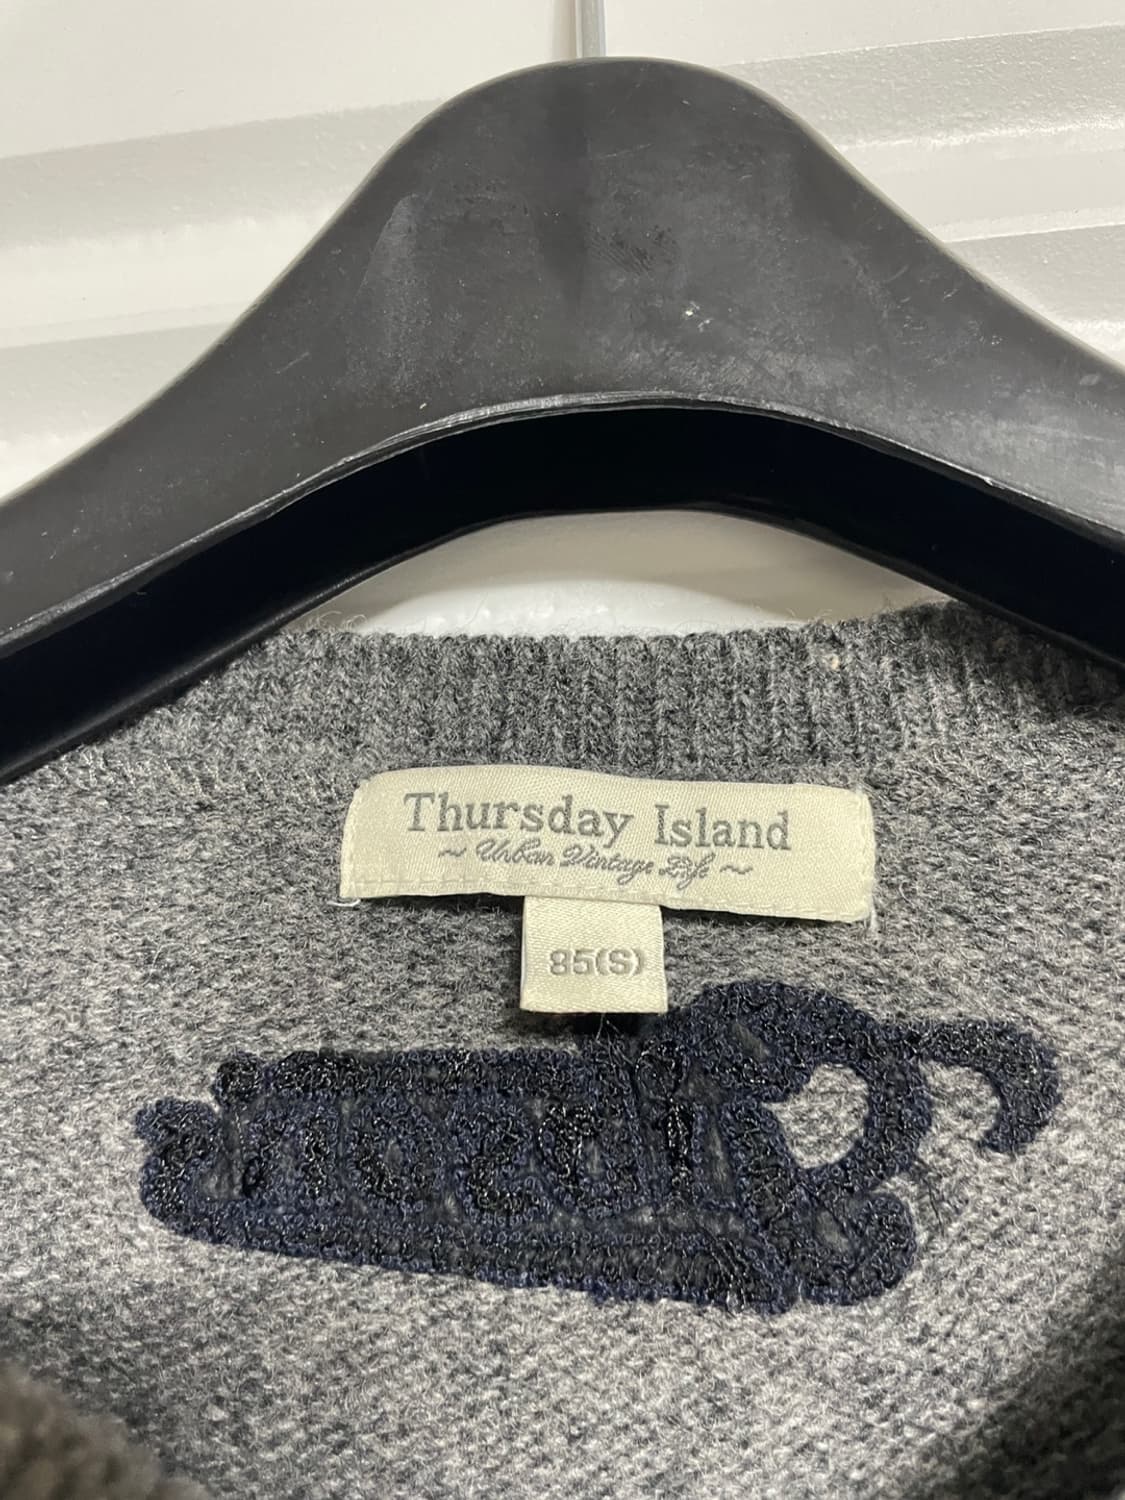 Thursday Island
~ Urban Vintage Life ~
85(S)